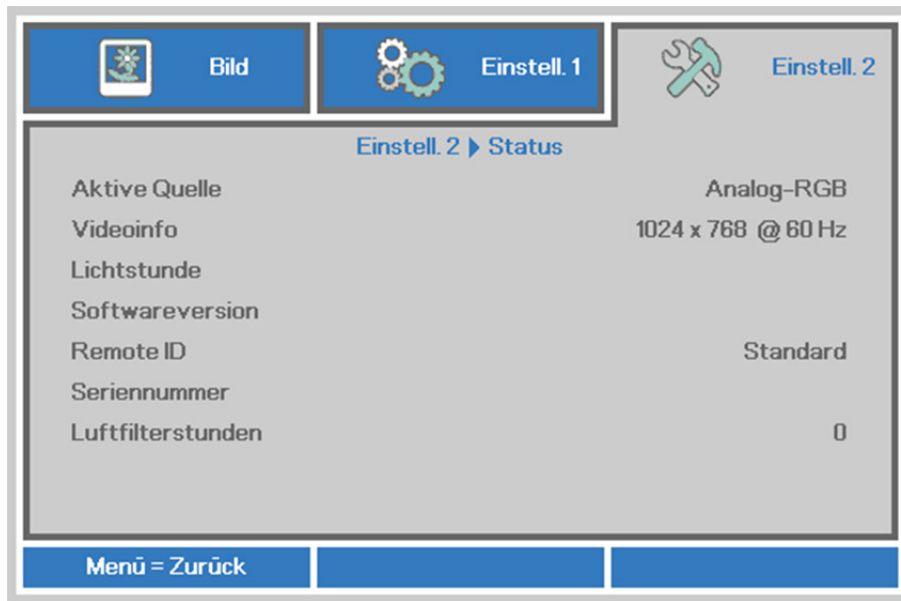 Bild
Einstell. 1
Einstell. 2
Einstell. 2 ▶ Status
Aktive Quelle Analog-RGB
Videoinfo 1024 x 768 @ 60 Hz
Lichtstunde
Softwareversion
Remote ID Standard
Seriennummer
Luftfilterstunden 0
Menü = Zurück